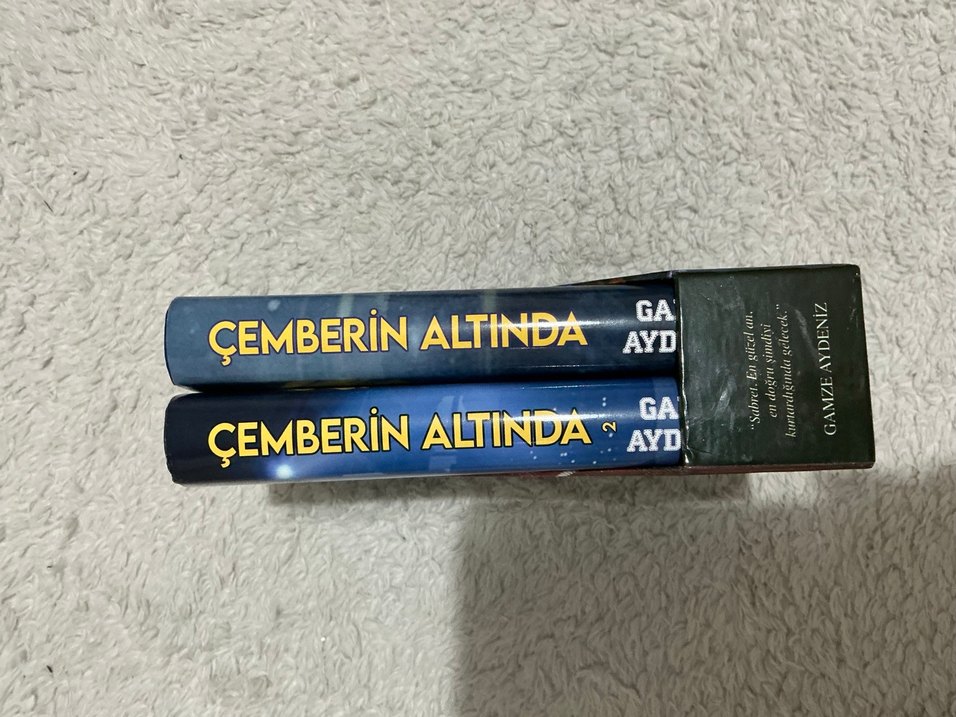 ÇEMBERİN ALTINDA
GA
AYD
ÇEMBERİN ALTINDA 2
GA
AYD
"Sabret. En güzel an,
en doğru şimdiyi
kurtardığında gelecek."
GAMZE AYDENİZ